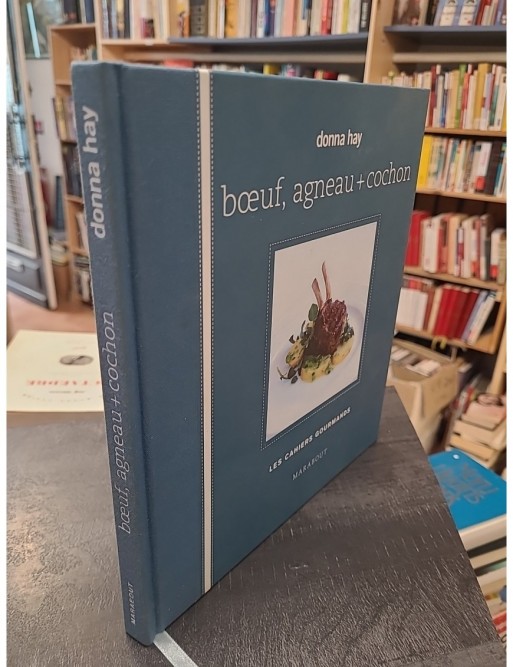 donna hay
bœuf, agneau + cochon
LES CAHIERS GOURMANDS
MARABOUT
donna hay
bœuf, agneau + cochon
MARABOUT